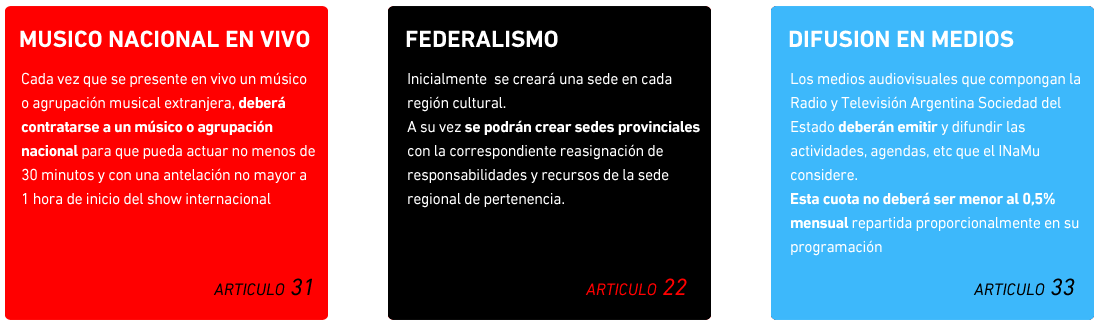 MUSICO NACIONAL EN VIVO
Cada vez que se presente en vivo un músico
o agrupación musical extranjera, deberá
contratarse a un músico o agrupación
nacional para que pueda actuar no menos de
30 minutos y con una antelación no mayor a
1 hora de inicio del show internacional
ARTICULO 31
FEDERALISMO
Inicialmente se creará una sede en cada
región cultural.
A su vez se podrán crear sedes provinciales
con la correspondiente reasignación de
responsabilidades y recursos de la sede
regional de pertenencia.
ARTICULO 22
DIFUSION EN MEDIOS
Los medios audiovisuales que compongan la
Radio y Televisión Argentina Sociedad del
Estado deberán emitir y difundir las
actividades, agendas, etc que el INaMu
considere.
Esta cuota no deberá ser menor al 0,5%
mensual repartida proporcionalmente en su
programación
ARTICULO 33